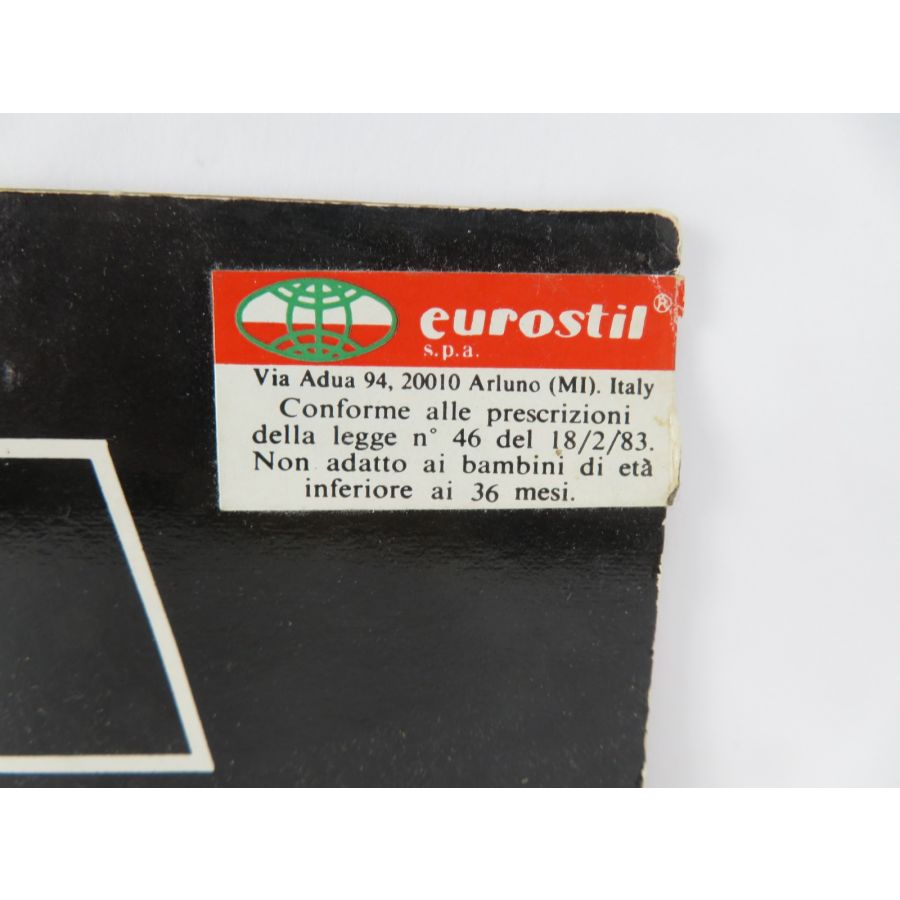 eurostil®
s.p.a.
Via Adua 94, 20010 Arluno (MI). Italy
Conforme alle prescrizioni
della legge n° 46 del 18/2/83.
Non adatto ai bambini di età
inferiore ai 36 mesi.